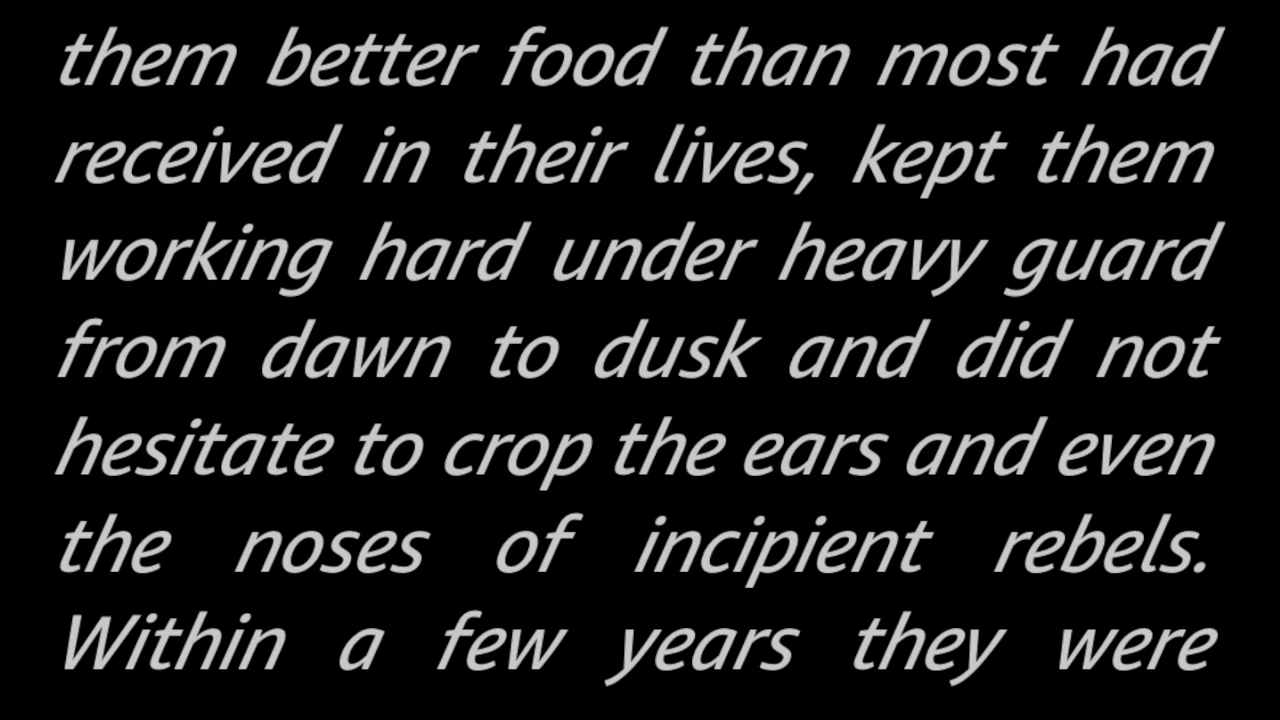 them better food than most had
received in their lives, kept them
working hard under heavy guard
from dawn to dusk and did not
hesitate to crop the ears and even
the noses of incipient rebels.
Within a few years they were